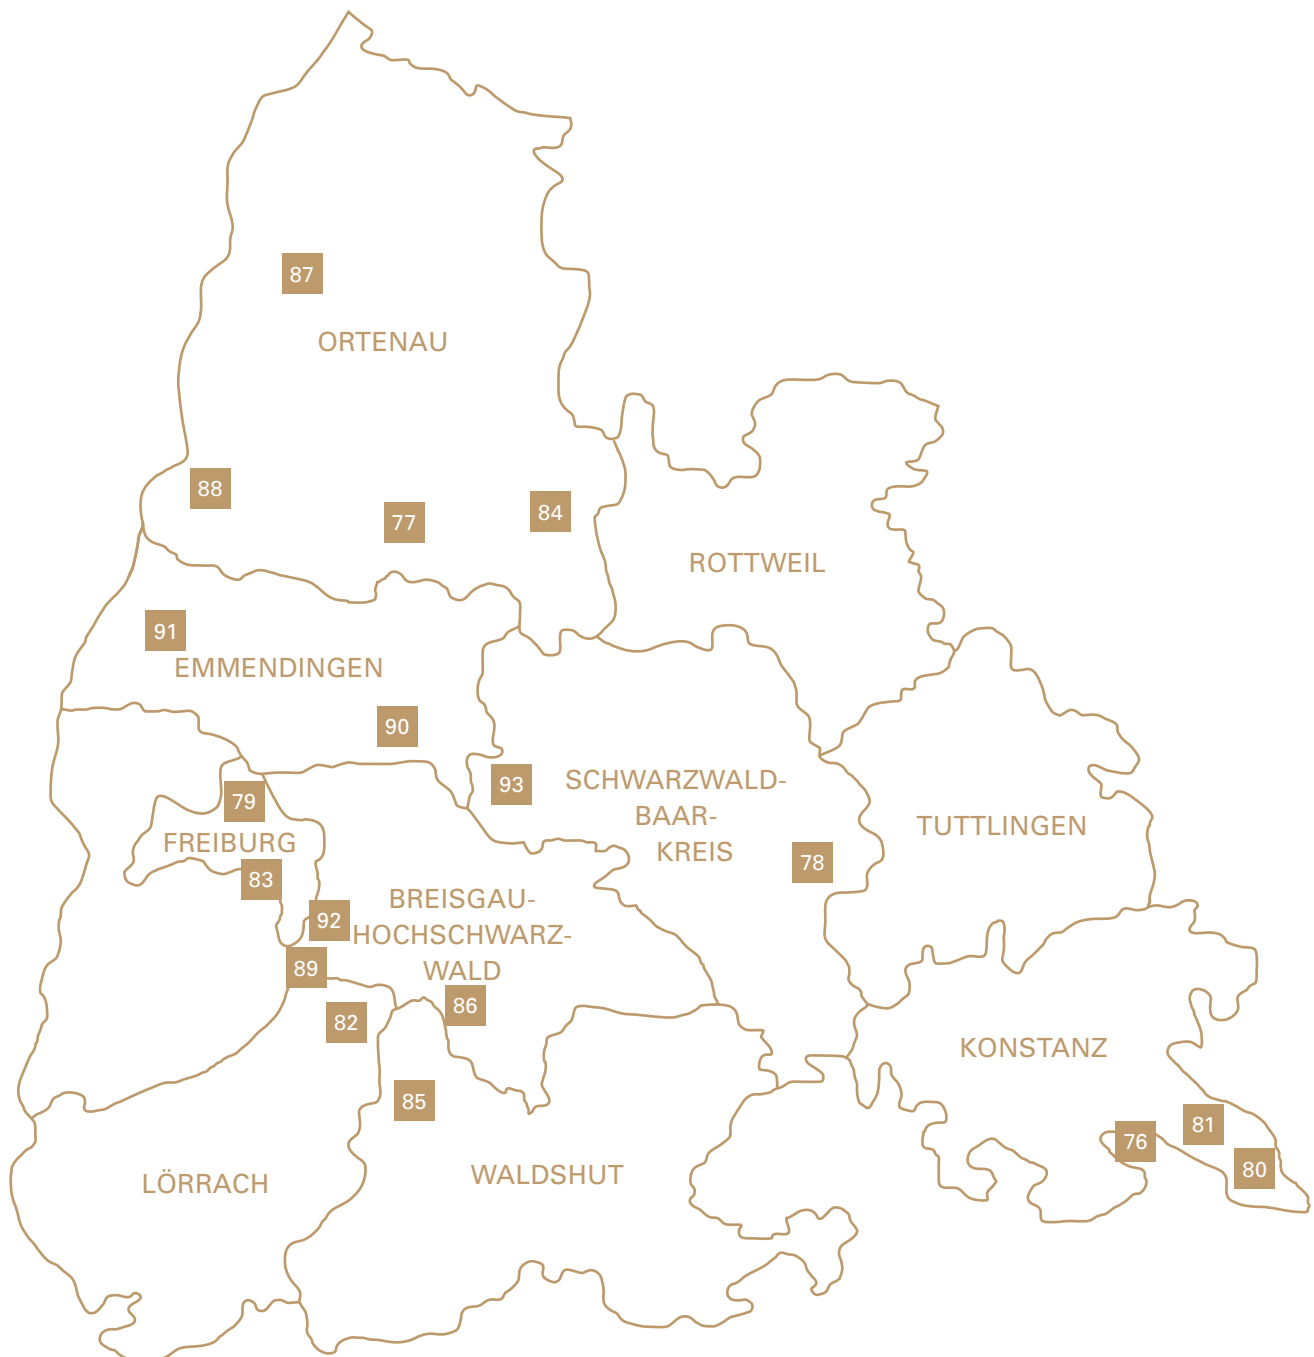 87
ORTENAU
88
77
84
ROTTWEIL
91
EMMENDINGEN
90
93
SCHWARZWALD-
BAAR-
KREIS
79
FREIBURG
TUTTLINGEN
78
83
BREISGAU-
HOCHSCHWARZ-
WALD
92
89
86
82
KONSTANZ
85
81
76
80
LÖRRACH
WALDSHUT